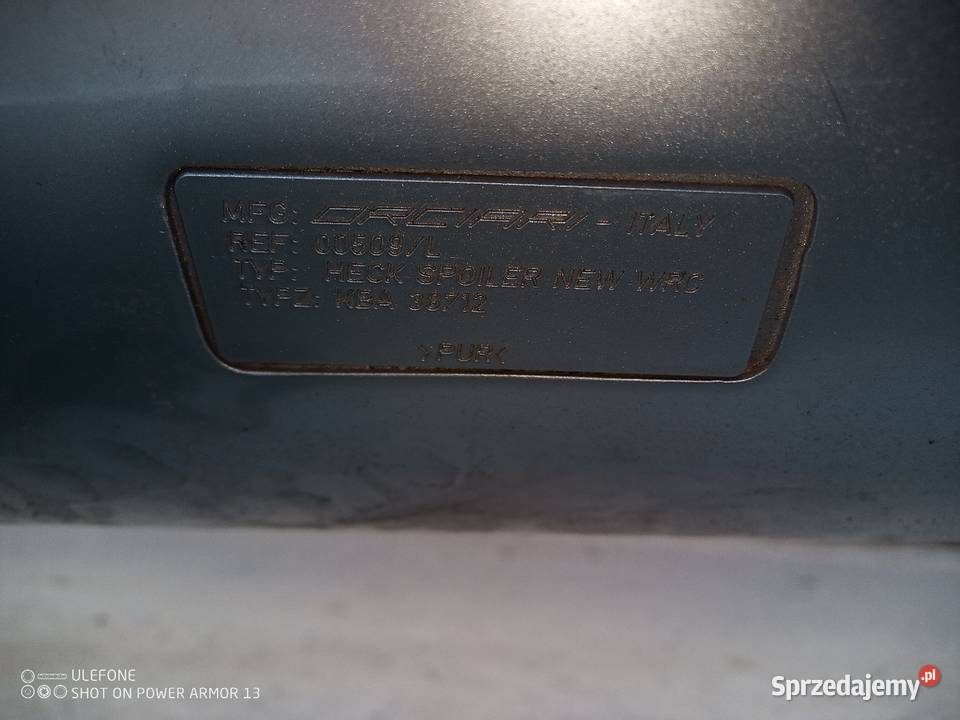 MFG: ORCIARI - ITALY
REF: 00509/L
TYP: HECK SPOILER NEW WRC
TYPZ: KBA 38712
>PUR<
ULEFONE
SHOT ON POWER ARMOR 13
Sprzedajemy.pl